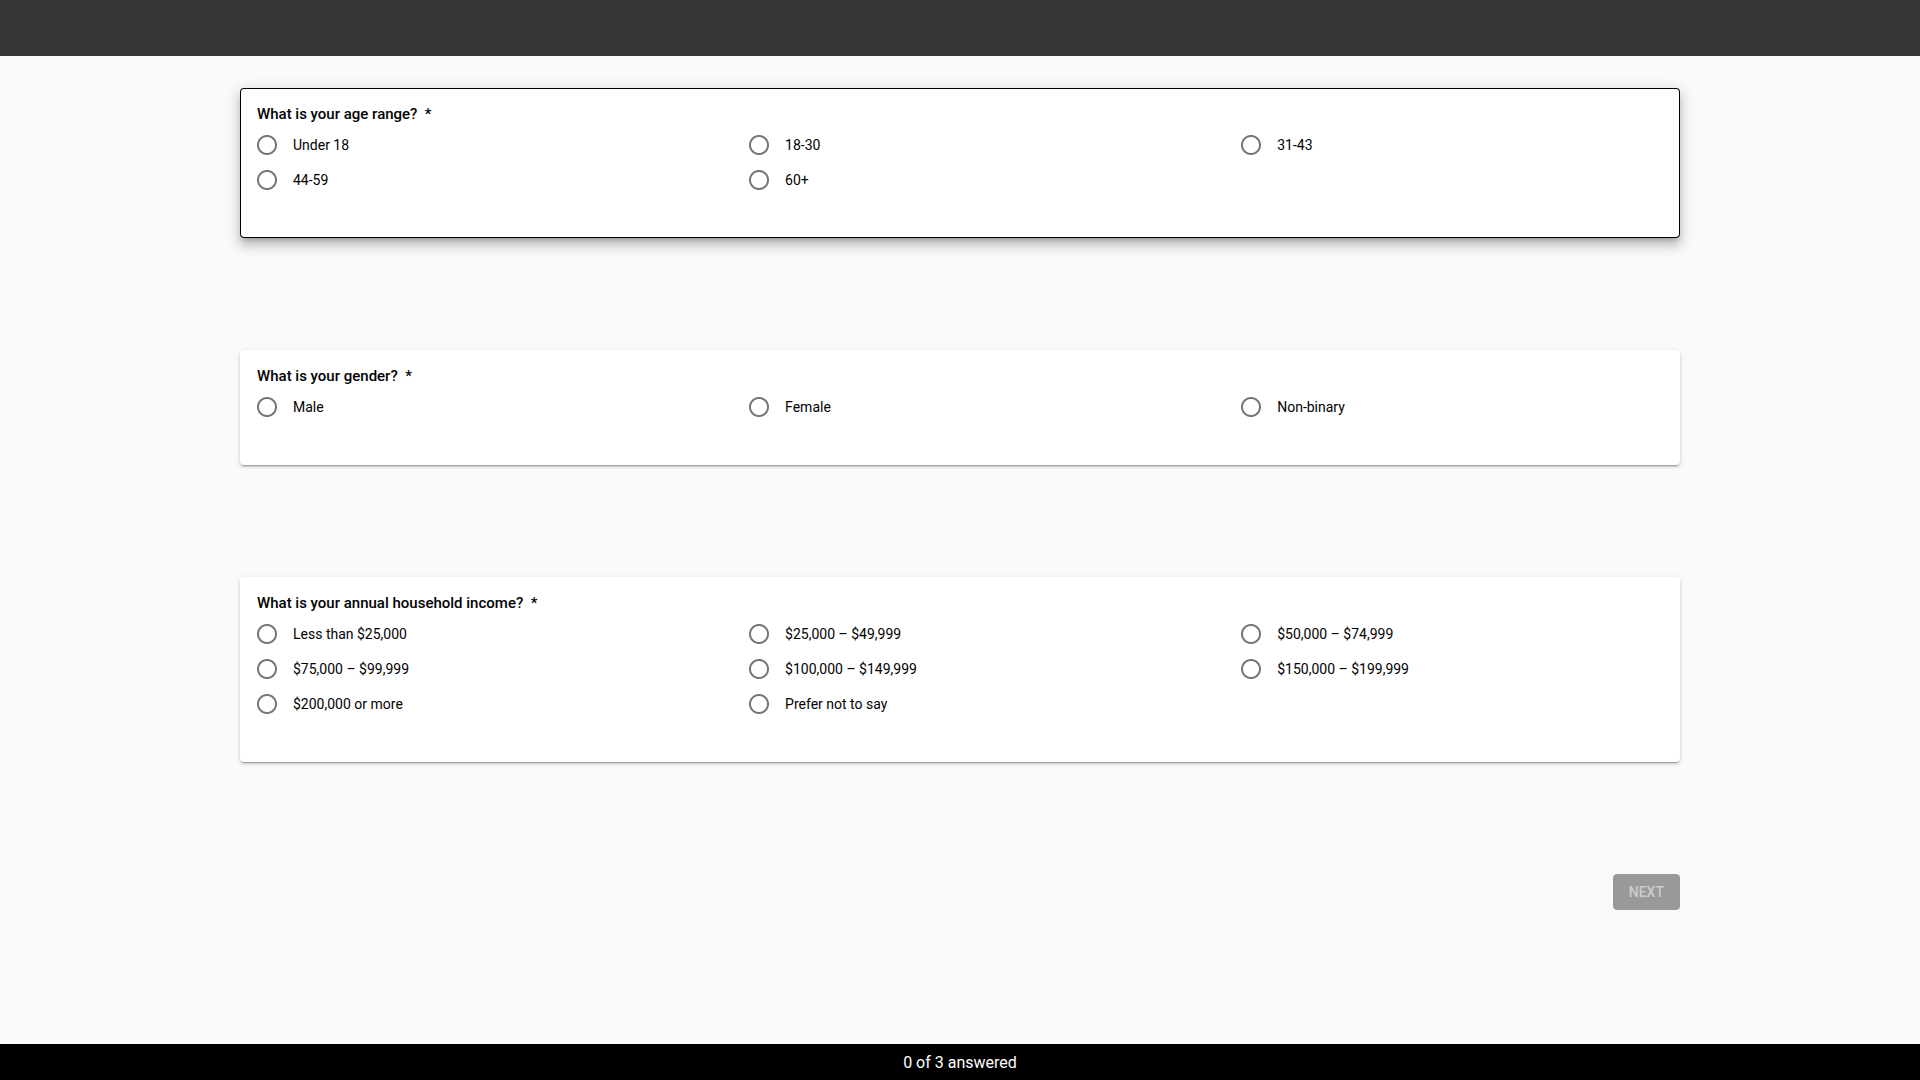 What is your age range? *
Under 18
18-30
31-43
44-59
60+
What is your gender? *
Male
Female
Non-binary
What is your annual household income? *
Less than $25,000
$25,000 – $49,999
$50,000 – $74,999
$75,000 – $99,999
$100,000 – $149,999
$150,000 – $199,999
$200,000 or more
Prefer not to say
NEXT
0 of 3 answered